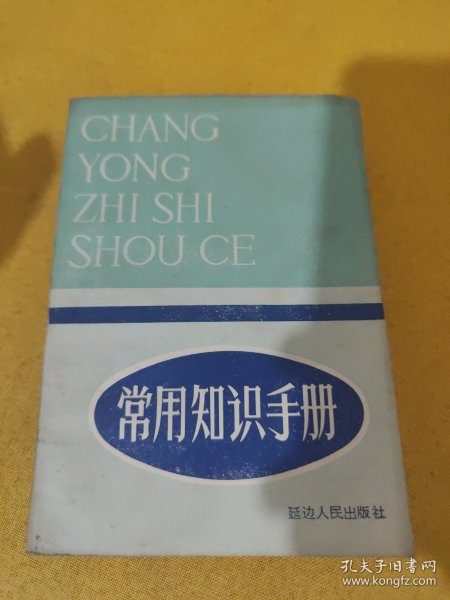 CHANG
YONG
ZHI SHI
SHOU CE
常用知识手册
延边人民出版社
孔夫子旧书网
www.kongfz.com